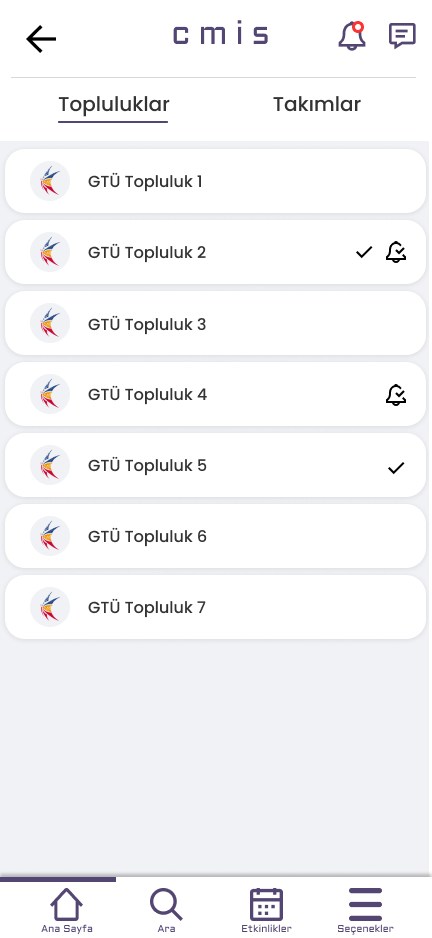 cmis
Topluluklar
Takımlar
GTÜ Topluluk 1
GTÜ Topluluk 2
GTÜ Topluluk 3
GTÜ Topluluk 4
GTÜ Topluluk 5
GTÜ Topluluk 6
GTÜ Topluluk 7
Ana Sayfa
Ara
Etkinlikler
Seçenekler